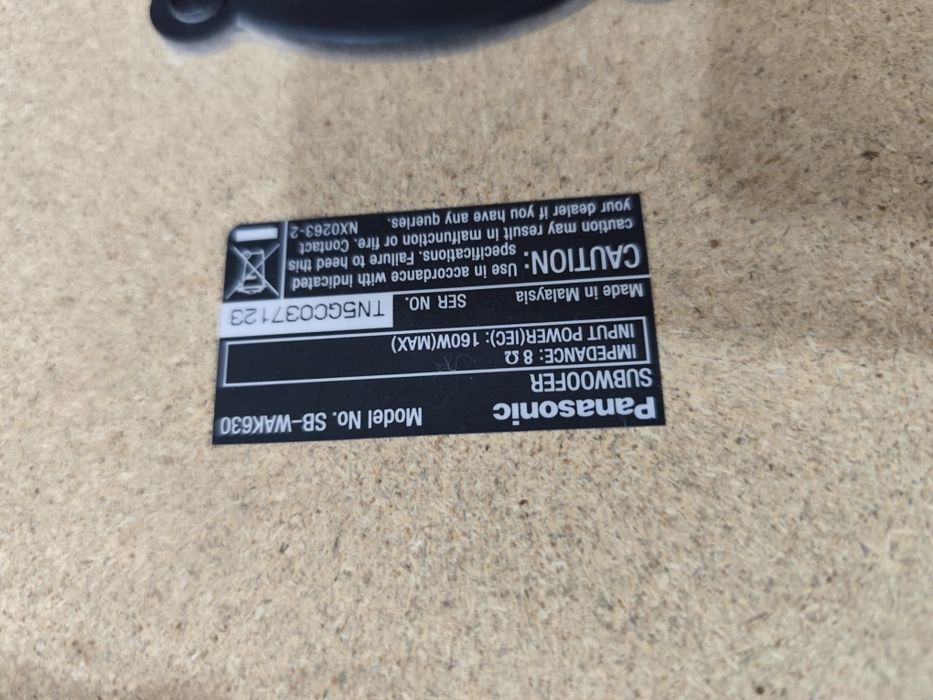 Panasonic Model No. SB-WAK630
SUBWOOFER
IMPEDANCE: 8 Ω
INPUT POWER(IEC): 160W(MAX)
Made in Malaysia SER NO. TN5GC037123
CAUTION: Use in accordance with indicated
specifications. Failure to heed this
caution may result in malfunction or fire. Contact
your dealer if you have any queries. NX0263-2